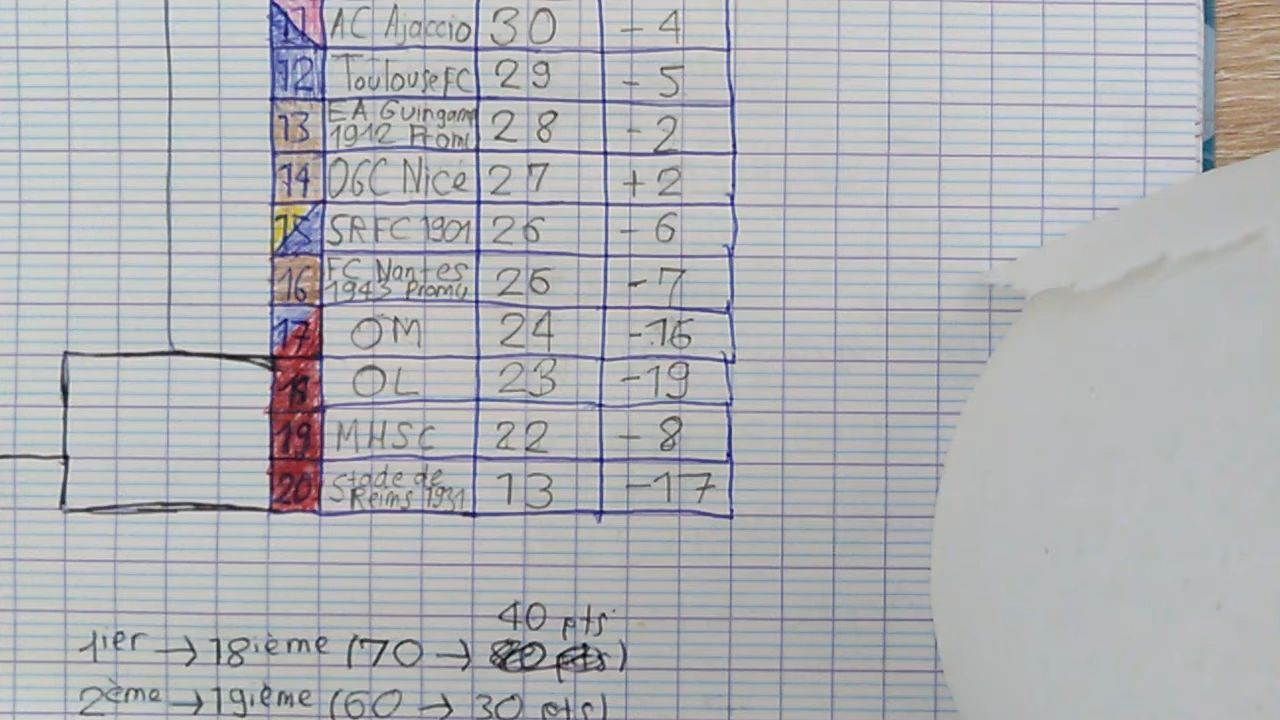 11 AC Ajaccio 30 -4
12 Toulouse FC 29 -5
13 EA Guingamp
1912 Promu 28 -2
14 OGC Nice 27 +2
15 SRFC 1901 26 -6
16 FC Nantes
1943 Promu 26 -7
17 OM 24 -16
18 OL 23 -19
19 MHSC 22 -8
20 Stade de
Reims 1931 13 -17
40 pts
1ier → 18ième (70 → )
2ème → 19ième (60 → 30 pts)